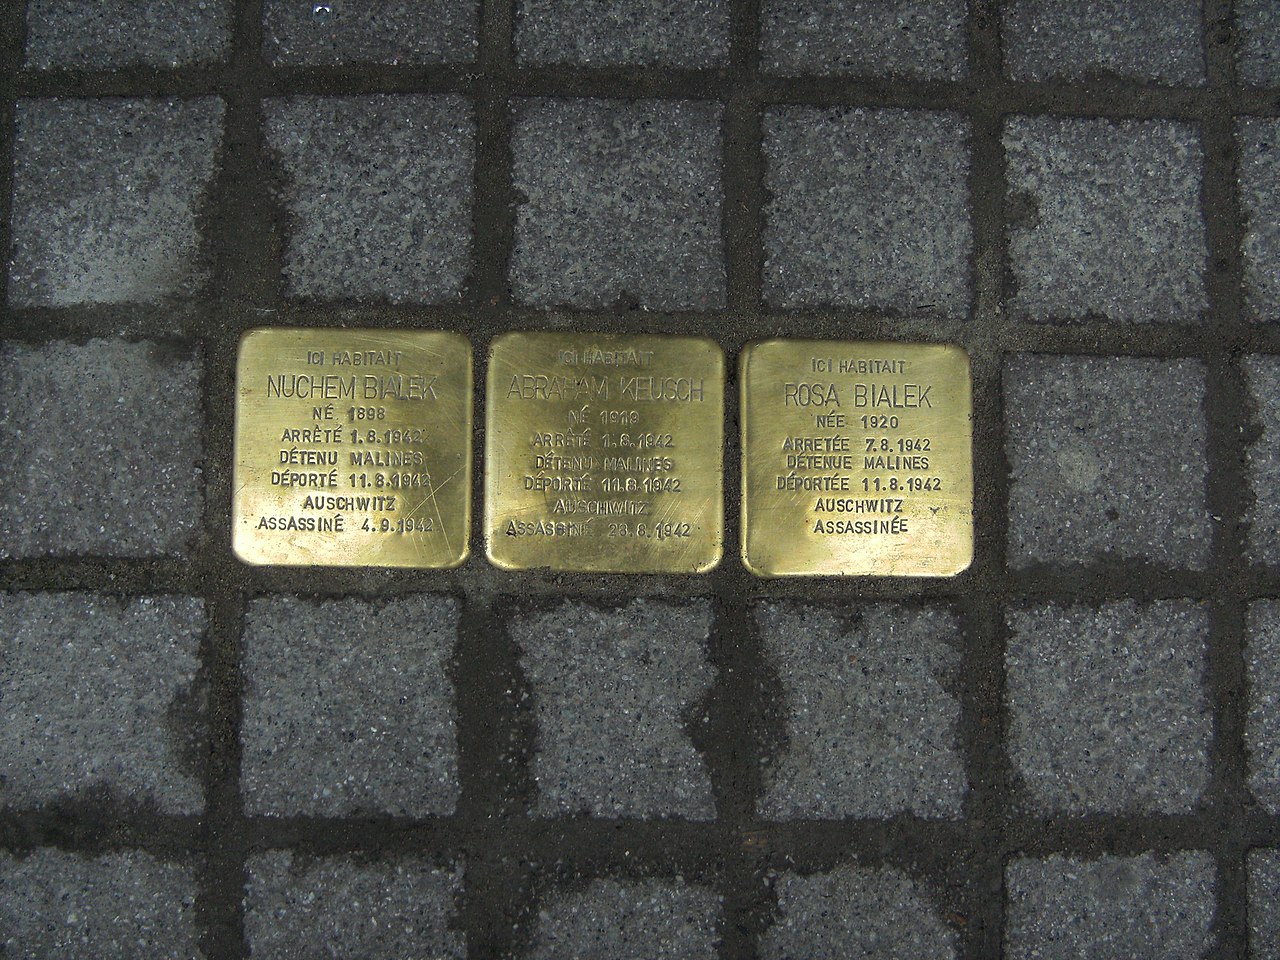 ICI HABITAIT
NUCHEM BIALEK
NÉ 1898
ARRÊTÉ 1.8.1942
DÉTENU MALINES
DÉPORTÉ 11.8.1942
AUSCHWITZ
ASSASSINÉ 4.9.1942
ICI HABITAIT
ABRAHAM KEUSCH
NÉ 1919
ARRÊTÉ 1.8.1942
DÉTENU MALINES
DÉPORTÉ 11.8.1942
AUSCHWITZ
ASSASSINÉ 28.8.1942
ICI HABITAIT
ROSA BIALEK
NÉE 1920
ARRETÉE 7.8.1942
DÉTENUE MALINES
DÉPORTÉE 11.8.1942
AUSCHWITZ
ASSASSINÉE